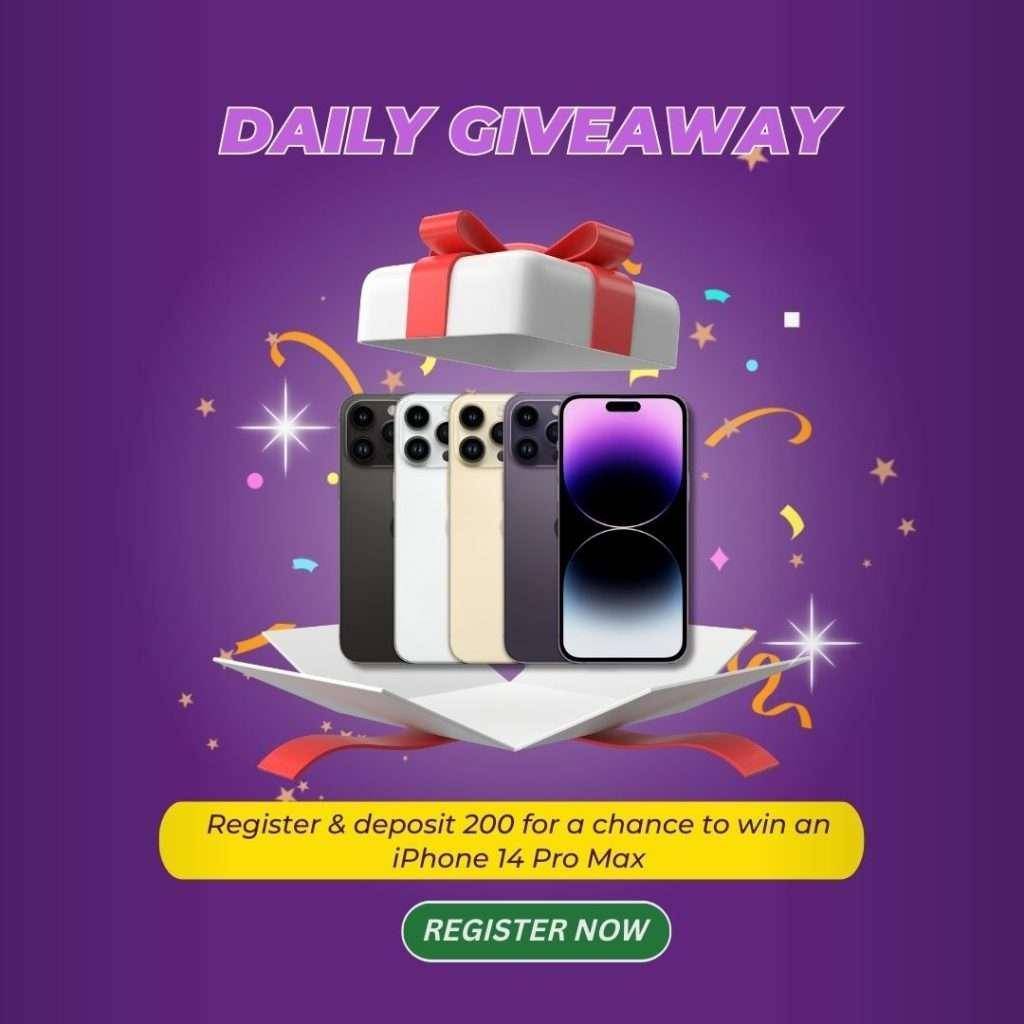 DAILY GIVEAWAY
Register & deposit 200 for a chance to win an
iPhone 14 Pro Max
REGISTER NOW